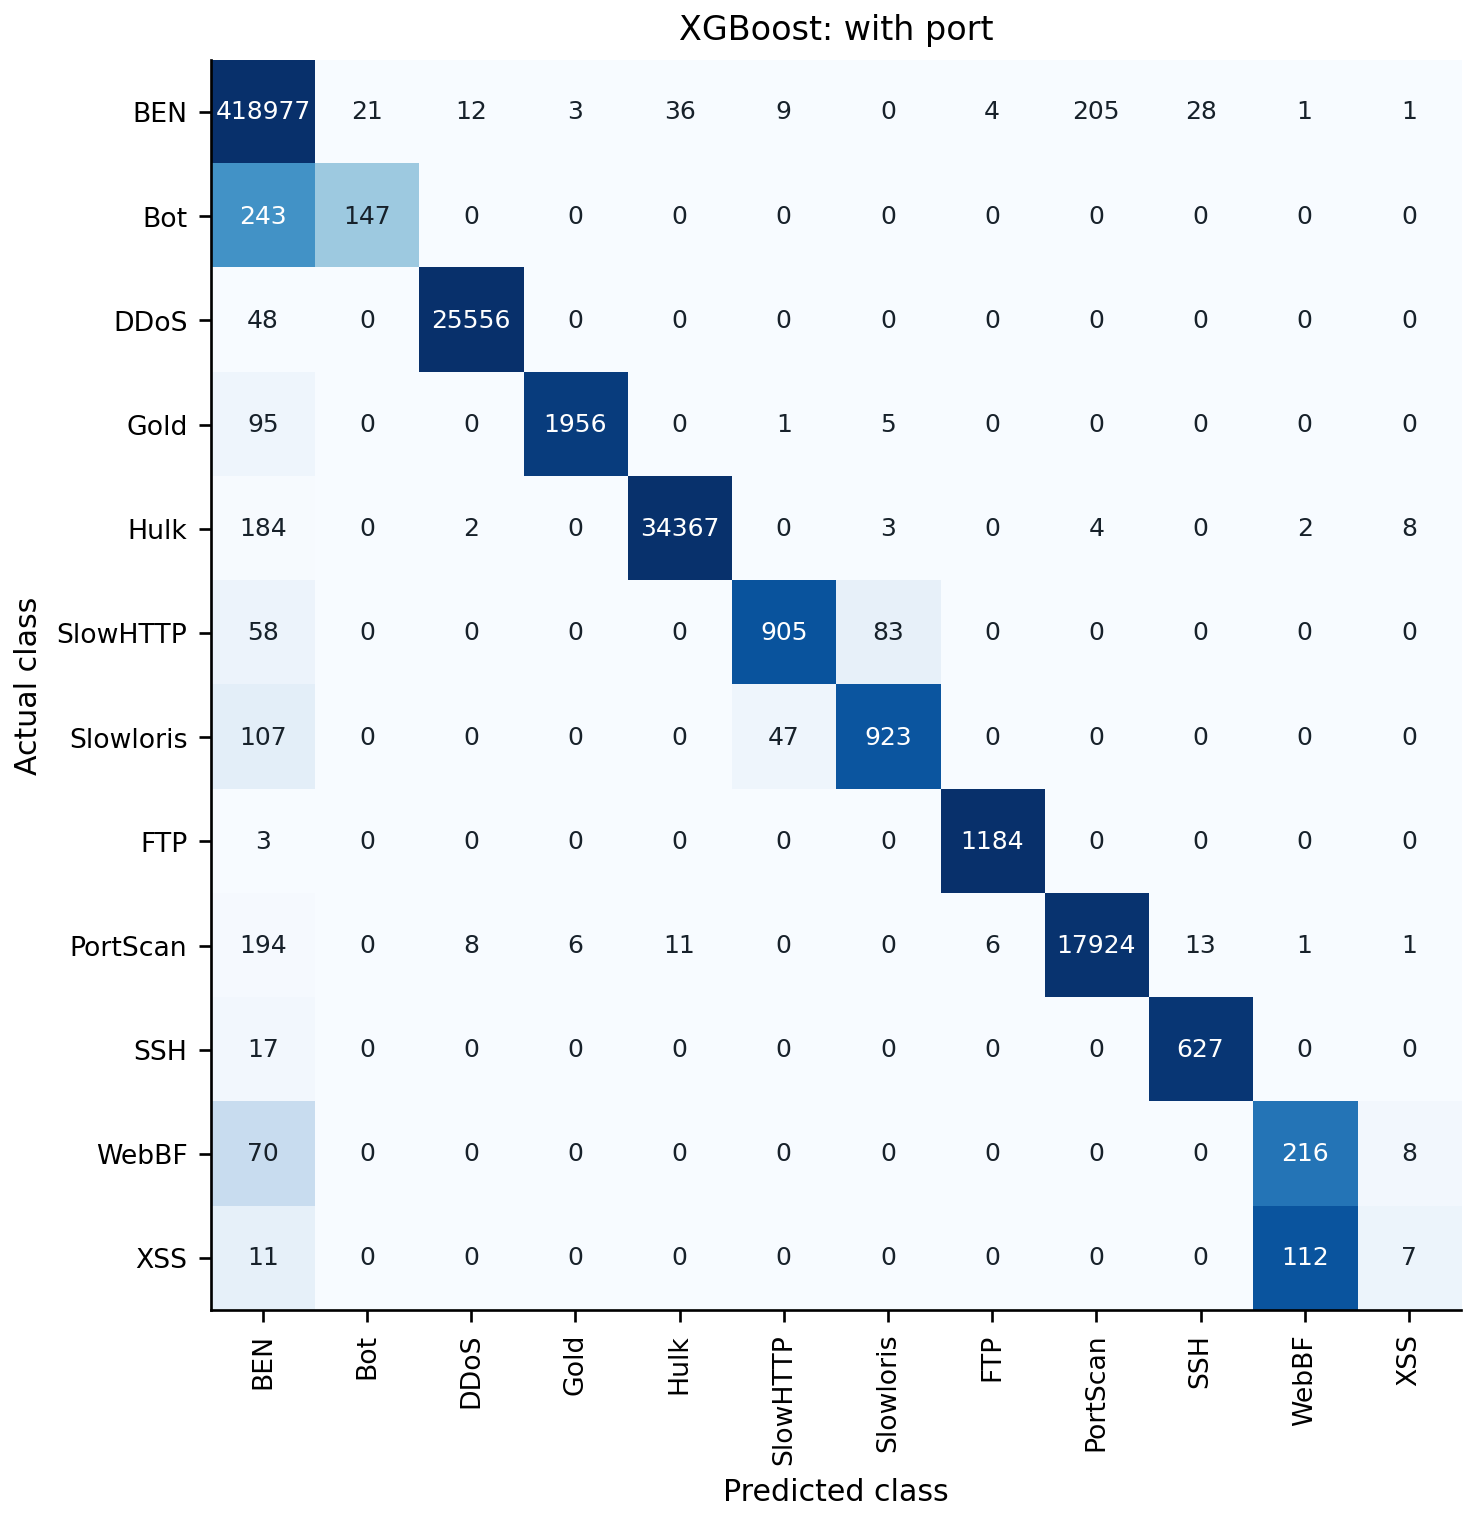 XGBoost: with port
BEN 418977 21 12 3 36 9 0 4 205 28 1 1
Bot 243 147 0 0 0 0 0 0 0 0 0 0
DDoS 48 0 25556 0 0 0 0 0 0 0 0 0
Gold 95 0 0 1956 0 1 5 0 0 0 0 0
Hulk 184 0 2 0 34367 0 3 0 4 0 2 8
SlowHTTP 58 0 0 0 0 905 83 0 0 0 0 0
Slowloris 107 0 0 0 0 47 923 0 0 0 0 0
FTP 3 0 0 0 0 0 0 1184 0 0 0 0
PortScan 194 0 8 6 11 0 0 6 17924 13 1 1
SSH 17 0 0 0 0 0 0 0 0 627 0 0
WebBF 70 0 0 0 0 0 0 0 0 0 216 8
XSS 11 0 0 0 0 0 0 0 0 0 112 7
Actual class
BEN Bot DDoS Gold Hulk SlowHTTP Slowloris FTP PortScan SSH WebBF XSS
Predicted class